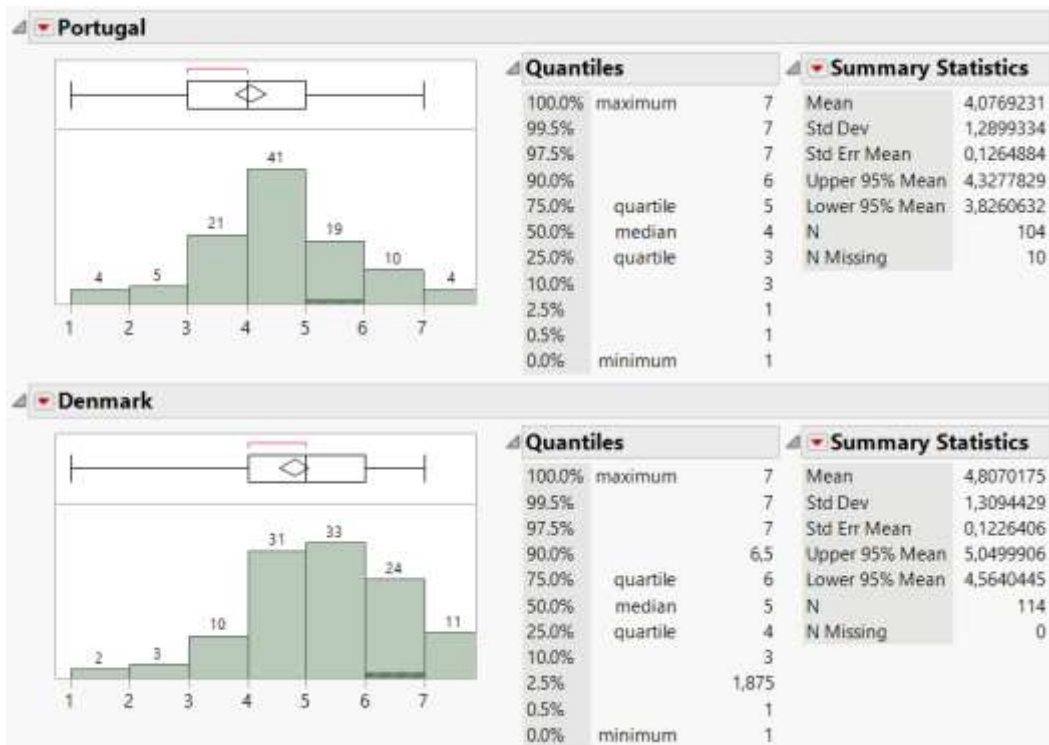 Portugal
41
21
19
10
4
5
4
1 2 3 4 5 6 7
Quantiles
100.0% maximum 7
99.5% 7
97.5% 7
90.0% 6
75.0% quartile 5
50.0% median 4
25.0% quartile 3
10.0% 3
2.5% 1
0.5% 1
0.0% minimum 1
Summary Statistics
Mean 4,0769231
Std Dev 1,2899334
Std Err Mean 0,1264884
Upper 95% Mean 4,3277829
Lower 95% Mean 3,8260632
N 104
N Missing 10
Denmark
31
33
24
10
11
2
3
1 2 3 4 5 6 7
Quantiles
100.0% maximum 7
99.5% 7
97.5% 7
90.0% 6,5
75.0% quartile 6
50.0% median 5
25.0% quartile 4
10.0% 3
2.5% 1,875
0.5% 1
0.0% minimum 1
Summary Statistics
Mean 4,8070175
Std Dev 1,3094429
Std Err Mean 0,1226406
Upper 95% Mean 5,0499906
Lower 95% Mean 4,5640445
N 114
N Missing 0